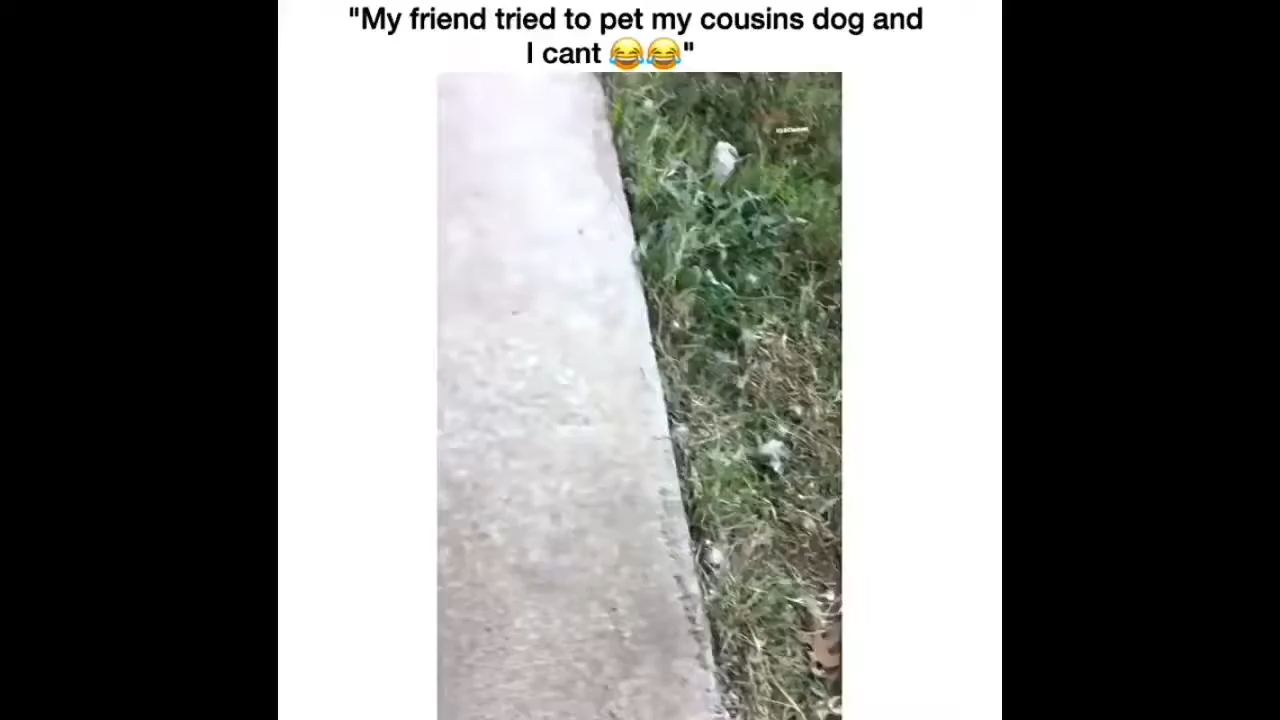 "My friend tried to pet my cousins dog and
I cant 😂😂"